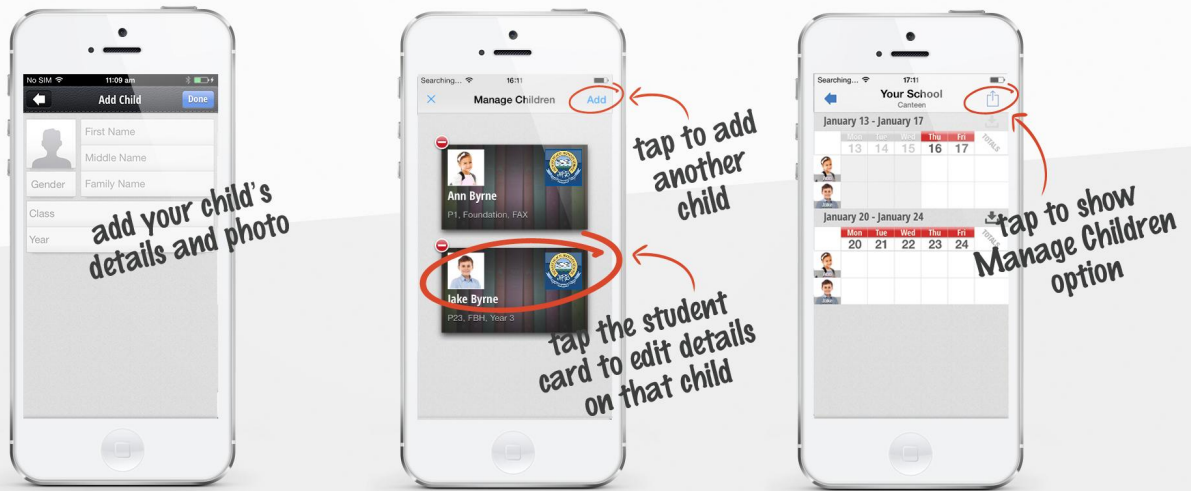 No SIM 11:09 am
Add Child Done
First Name
Middle Name
Gender Family Name
Class
Year
add your child's
details and photo
Searching... 16:11
Manage Children Add
Ann Byrne
P1, Foundation, FAX
Jake Byrne
P23, FBH, Year 3
tap to add
another
child
tap the student
card to edit details
on that child
Searching... 17:11
Your School
Canteen
January 13 - January 17
Mon Tue Wed Thu Fri TOTALS
13 14 15 16 17
Jake
January 20 - January 24
Mon Tue Wed Thu Fri TOTALS
20 21 22 23 24
Jake
tap to show
Manage Children
option